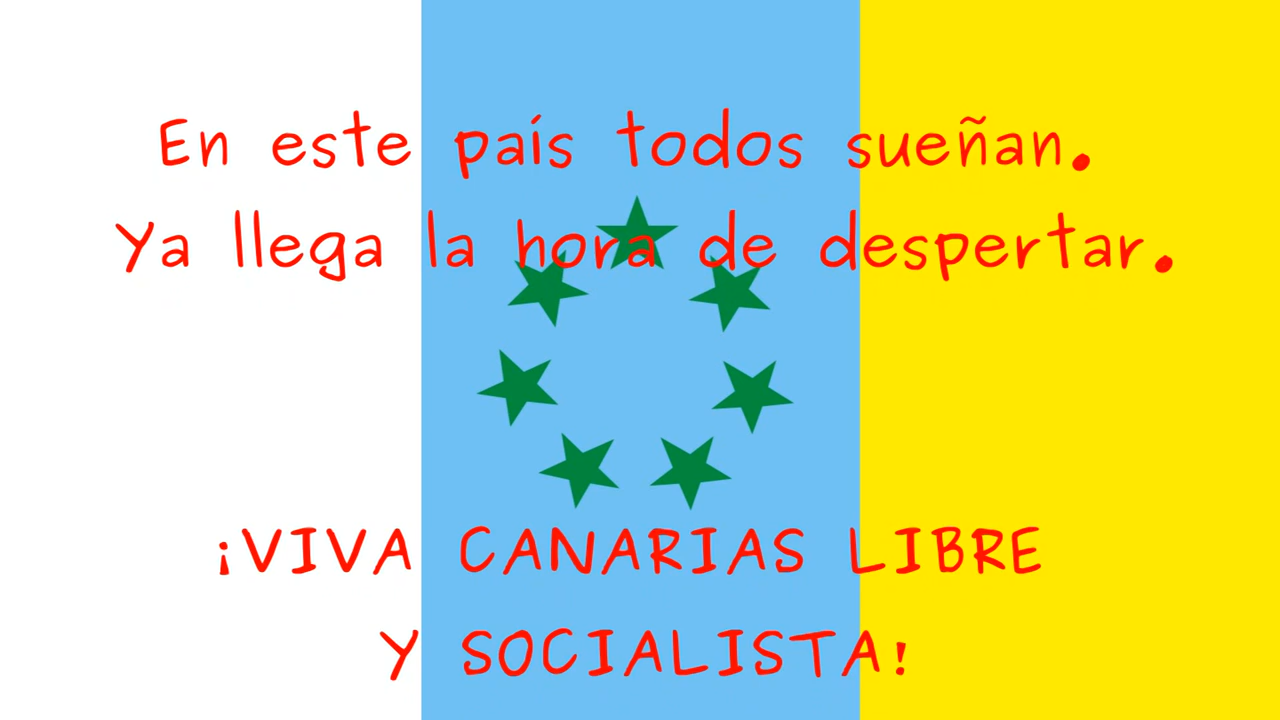 En este país todos sueñan.
Ya llega la hora de despertar.
¡VIVA CANARIAS LIBRE
Y SOCIALISTA!